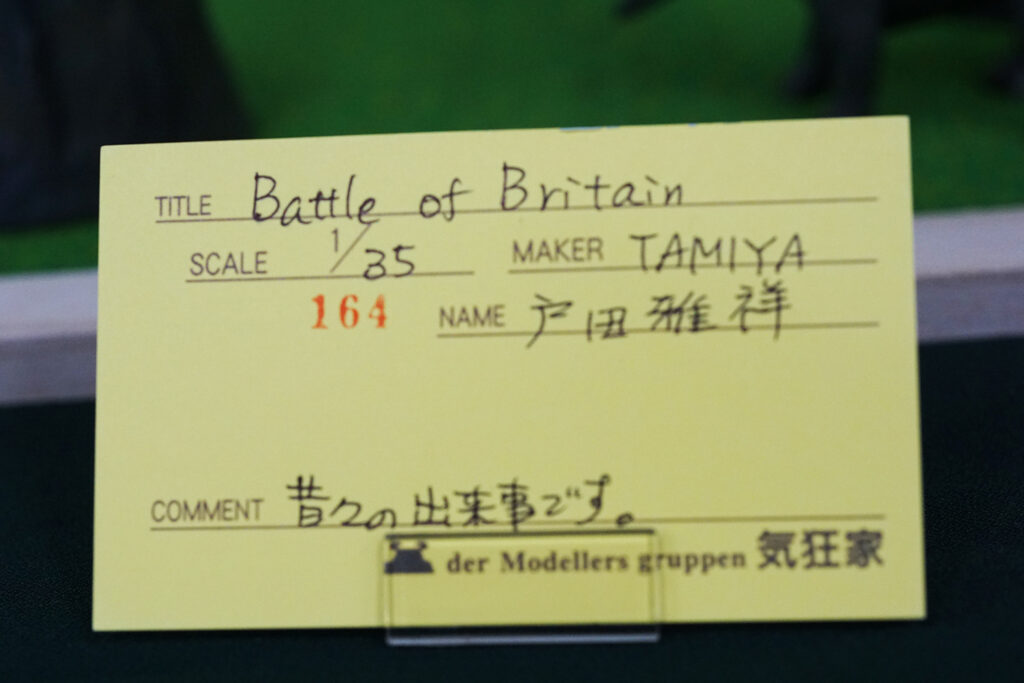 TITLE Battle of Britain
SCALE 1/35 MAKER TAMIYA
164 NAME 戸田雅祥
COMMENT 昔々の出来事です。
der Modellers gruppen 気狂家